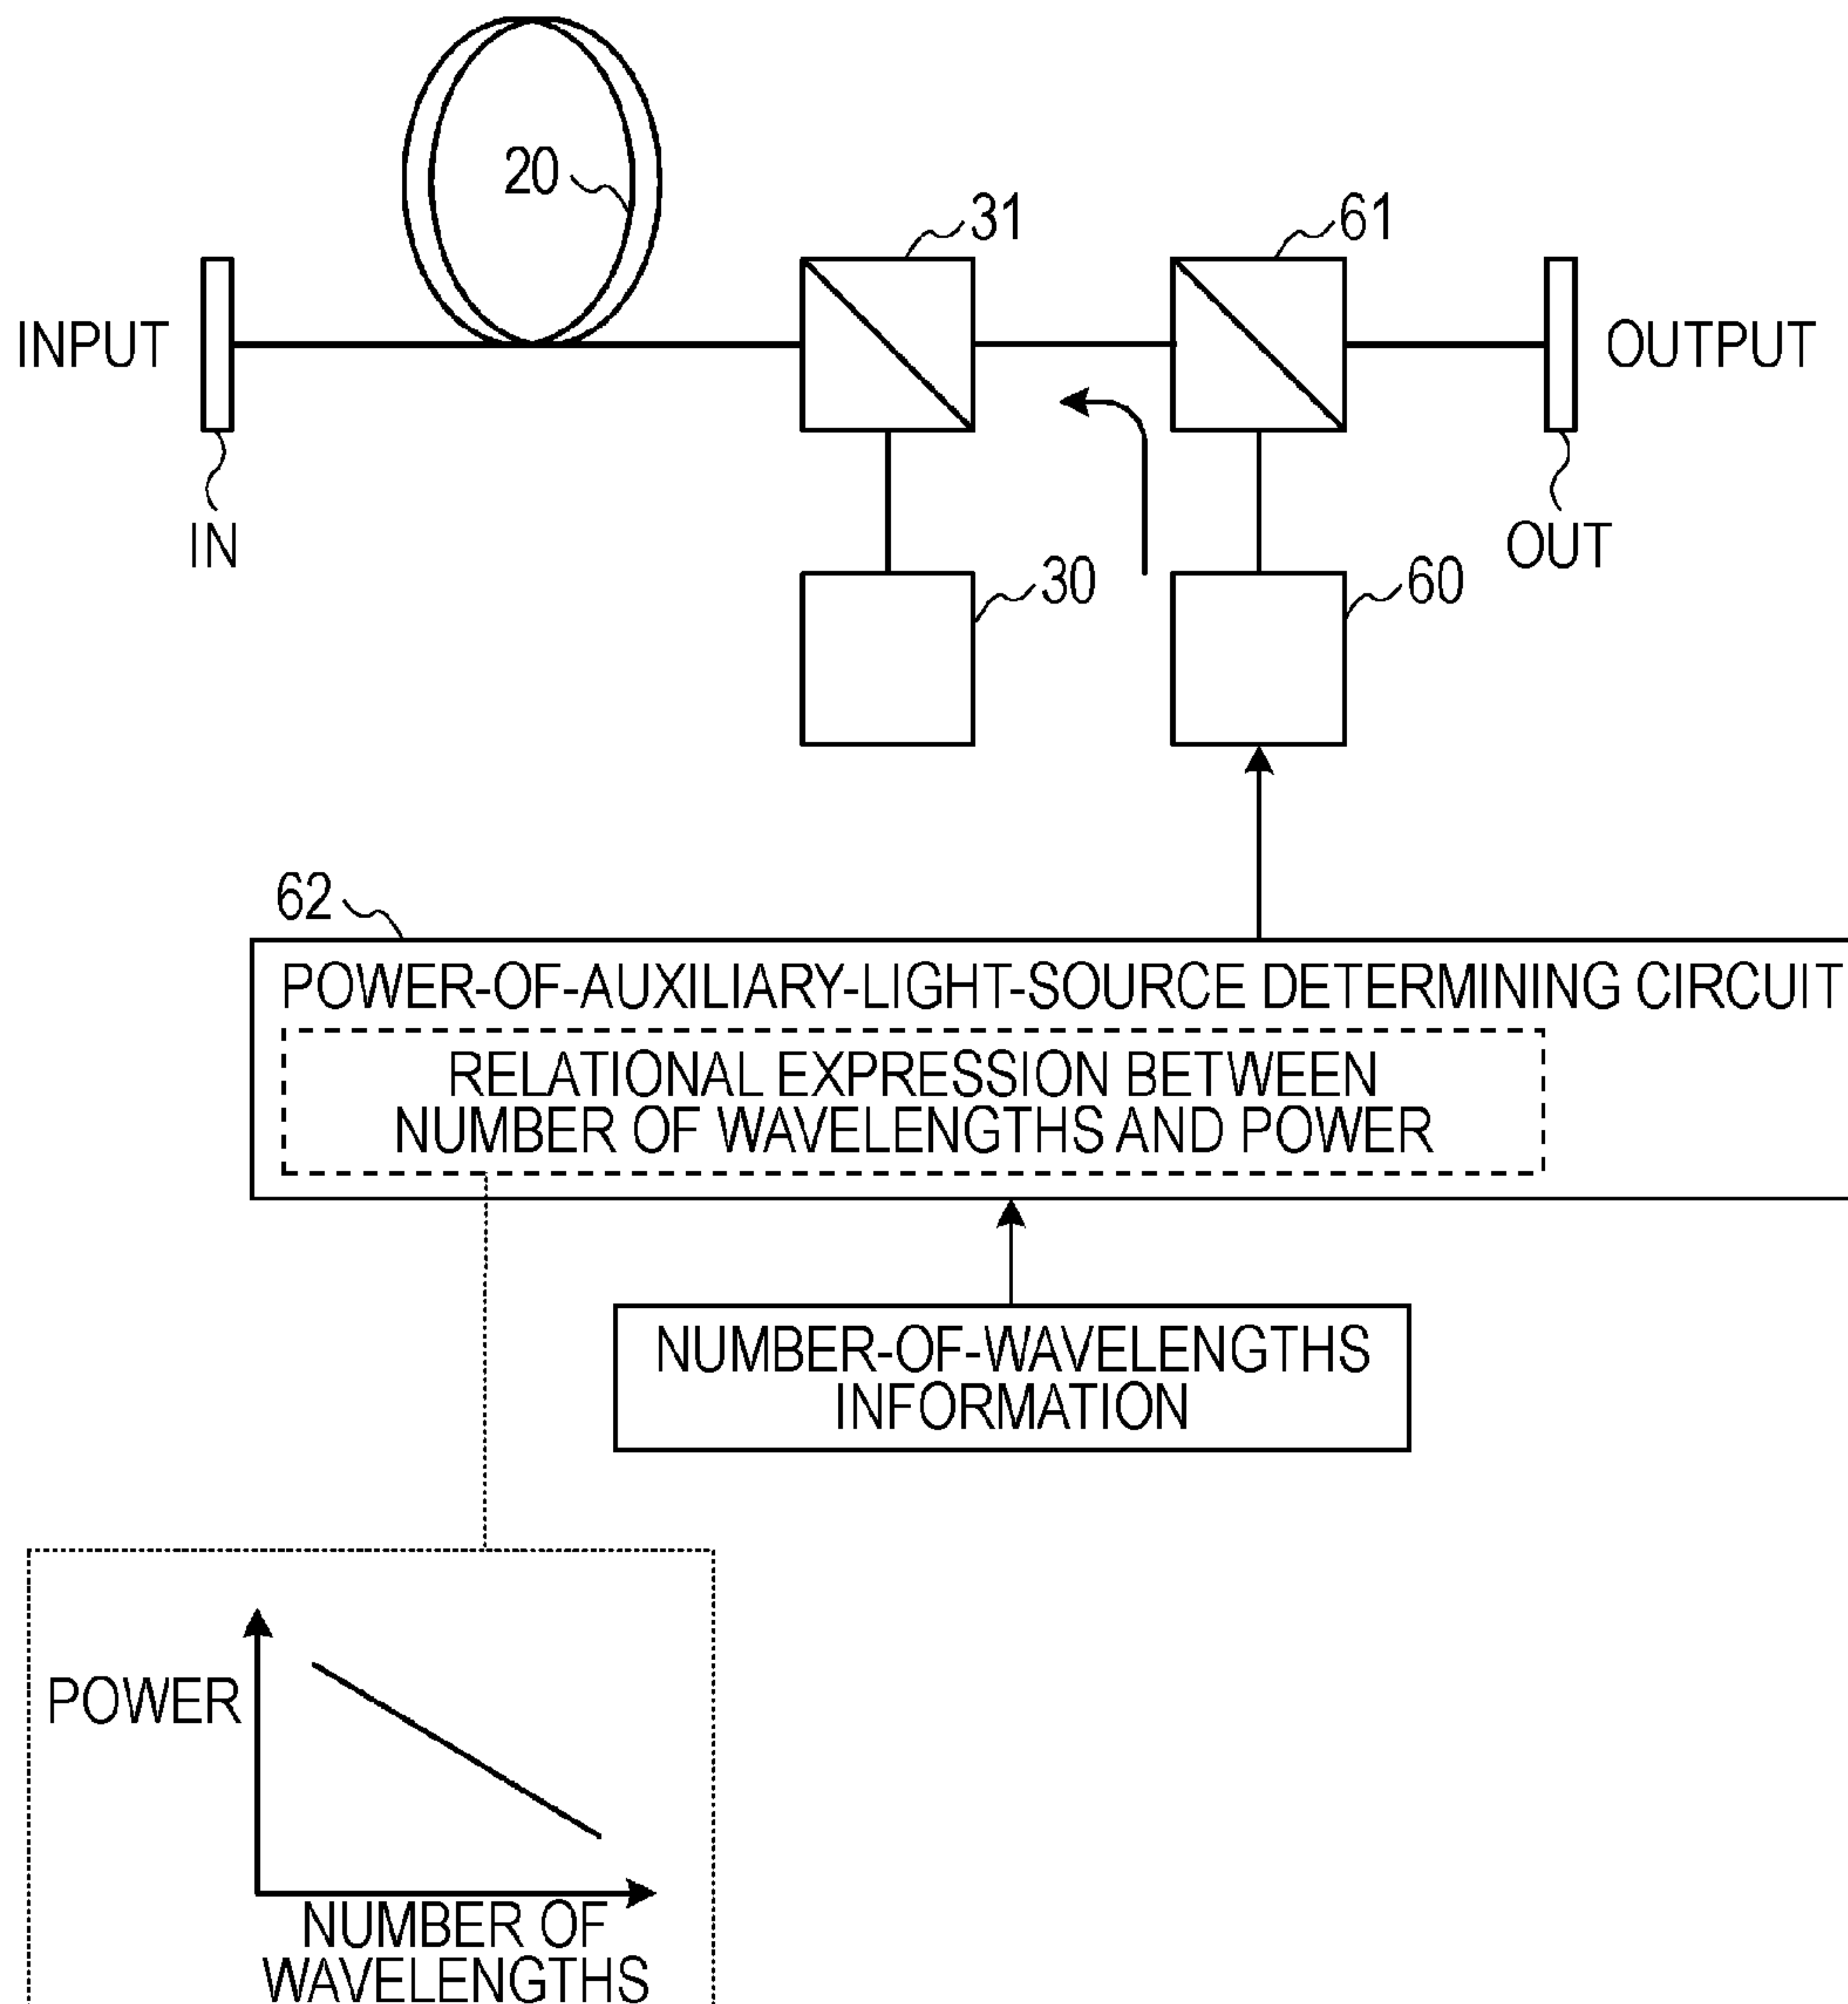 20
31
61
INPUT
OUTPUT
IN
OUT
30
60
62
POWER-OF-AUXILIARY-LIGHT-SOURCE DETERMINING CIRCUIT
RELATIONAL EXPRESSION BETWEEN
NUMBER OF WAVELENGTHS AND POWER
NUMBER-OF-WAVELENGTHS
INFORMATION
POWER
NUMBER OF
WAVELENGTHS